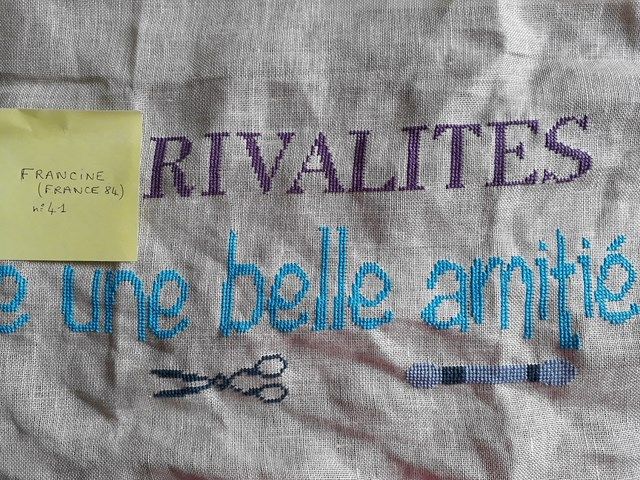 FRANCINE
(FRANCE 84)
n°41
RIVALITES
e une belle amitié